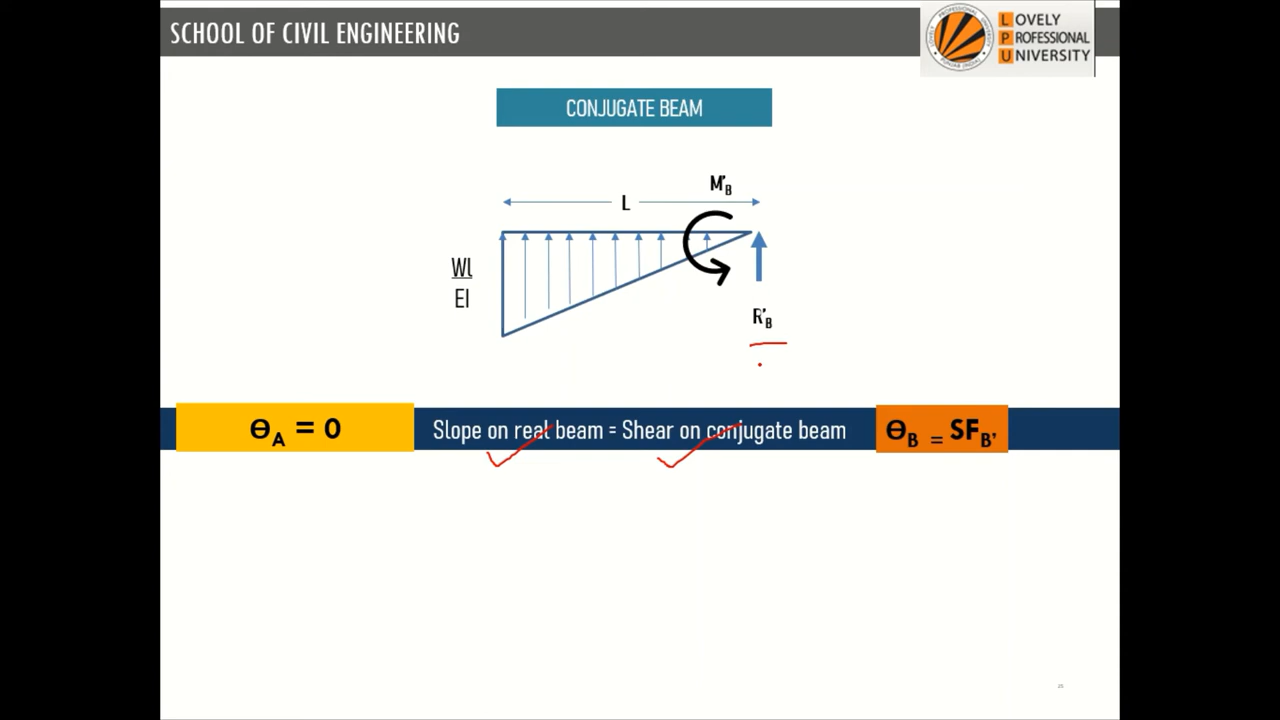 SCHOOL OF CIVIL ENGINEERING
LOVELY
PROFESSIONAL
UNIVERSITY
CONJUGATE BEAM
M'B
L
Wl
EI
R'B
ΘA = 0
Slope on real beam = Shear on conjugate beam
ΘB = SFB'